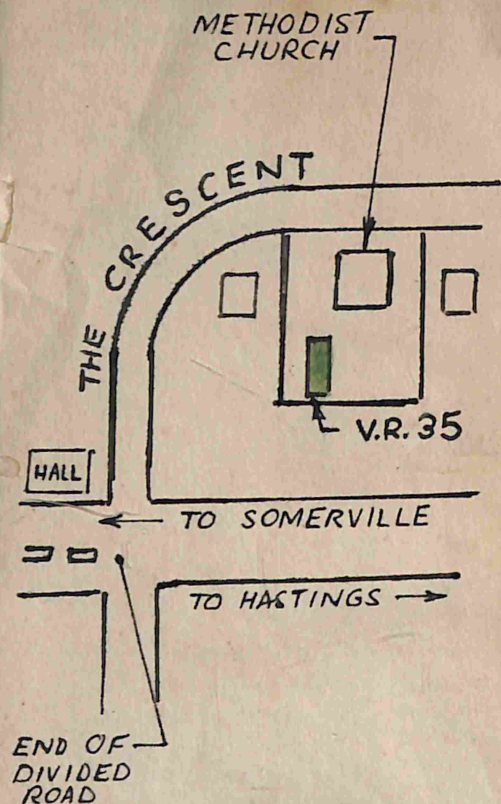 METHODIST
CHURCH
THE CRESCENT
V.R. 35
HALL
← TO SOMERVILLE
TO HASTINGS →
END OF
DIVIDED
ROAD